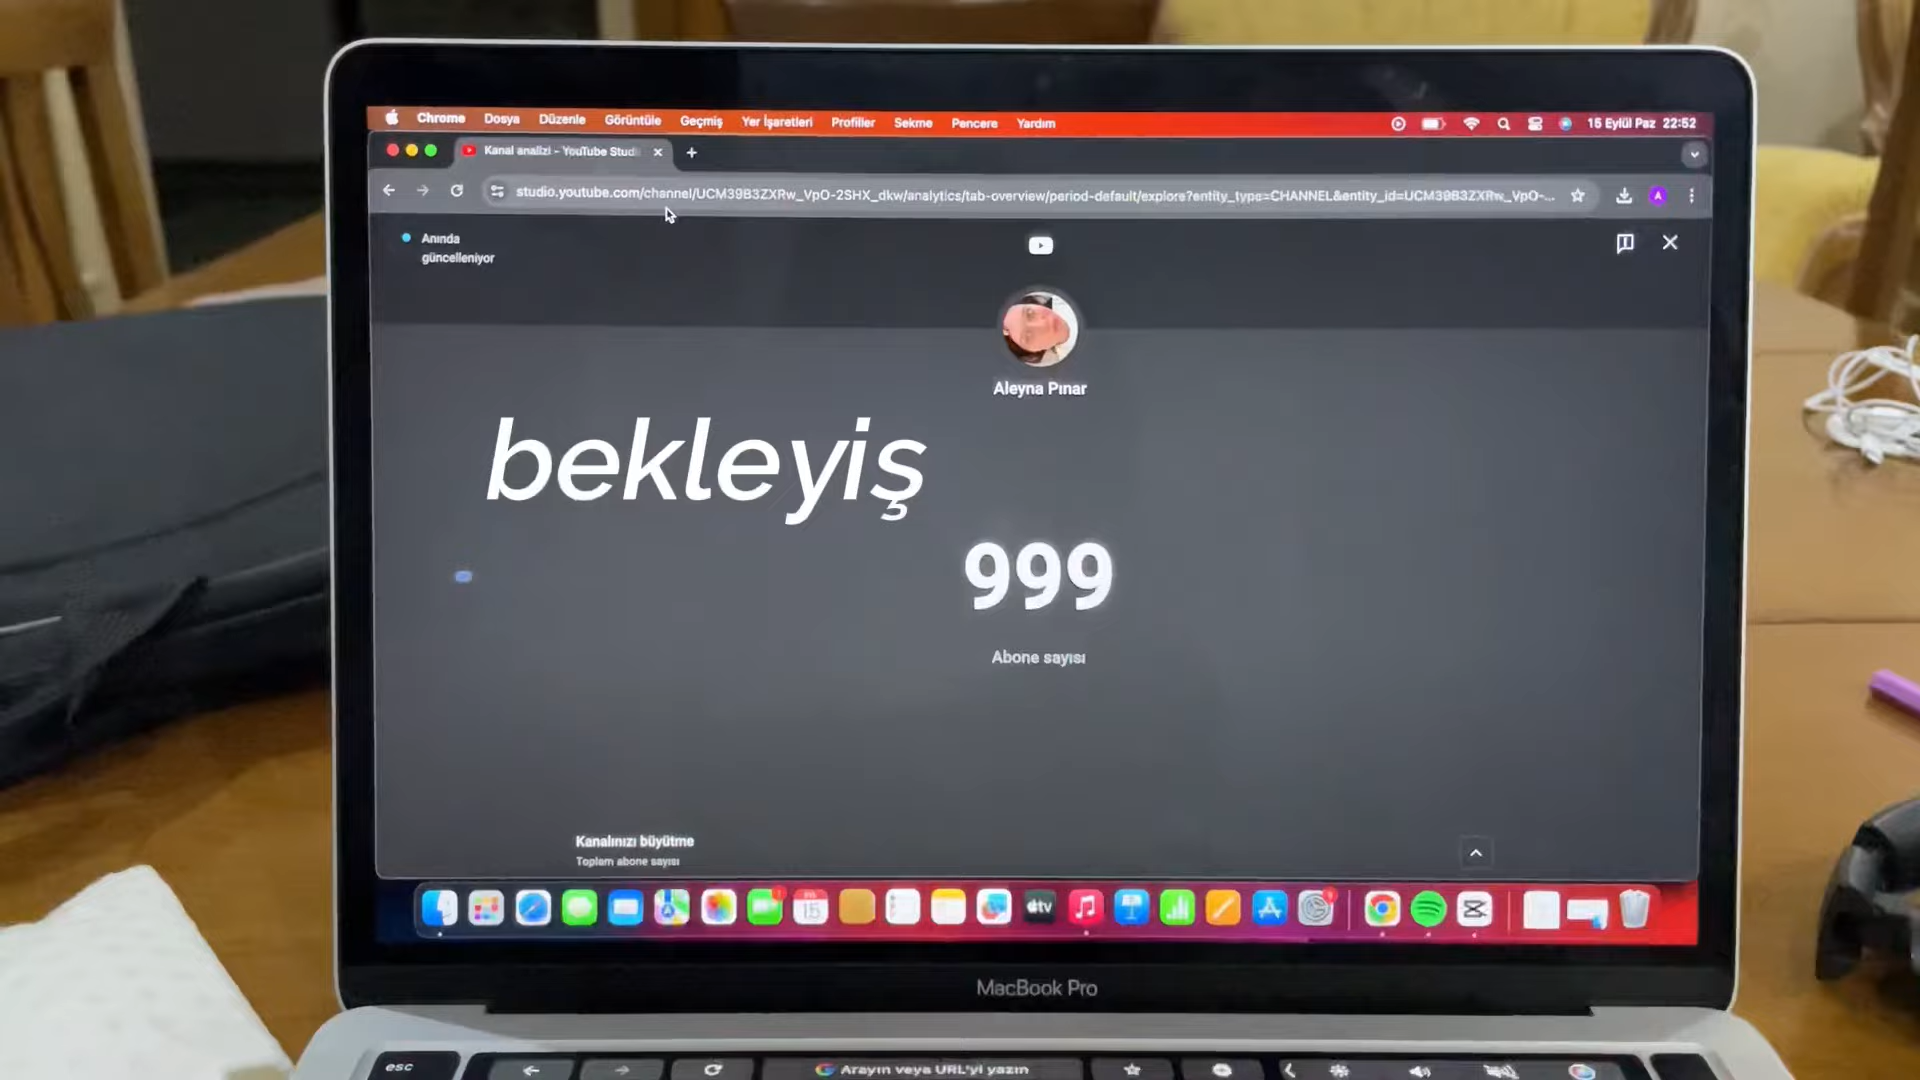 Chrome Dosya Düzenle Görüntüle Geçmiş Yer İşaretleri Profiller Sekme Pencere Yardım 15 Eylül Paz 22:52
Kanal analizi - YouTube Studi
studio.youtube.com/channel/UCM39B3ZXRw_VpO-2SHX_dkw/analytics/tab-overview/period-default/explore?entity_type=CHANNEL&entity_id=UCM39B3ZXRw_VpO-...
A
Anında
güncelleniyor
Aleyna Pınar
bekleyiş
999
Abone sayısı
Kanalınızı büyütme
Toplam abone sayısı
15
tv
MacBook Pro
esc
Arayın veya URL'yi yazın